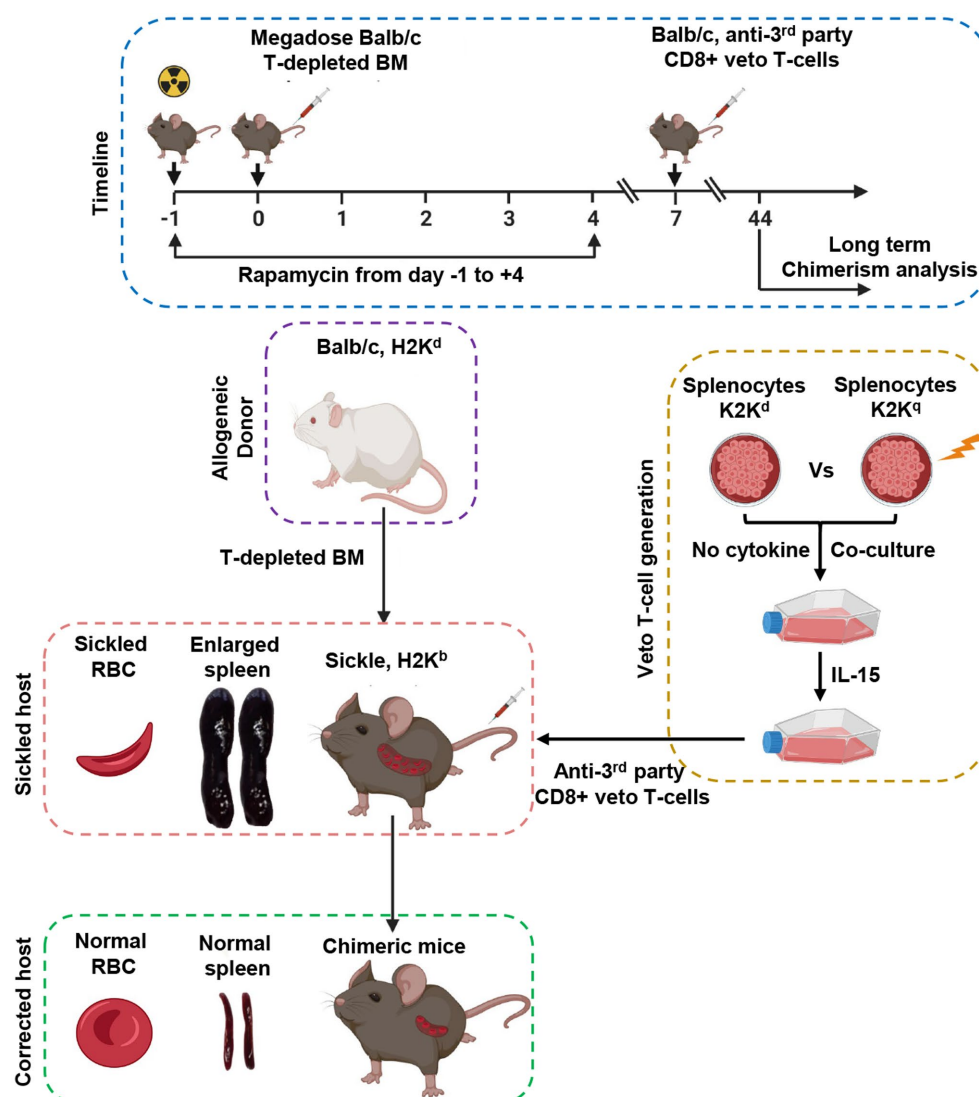 Timeline
Megadose Balb/c
T-depleted BM
Balb/c, anti-3rd party
CD8+ veto T-cells
-1
0
1
2
3
4
7
44
Rapamycin from day -1 to +4
Long term
Chimerism analysis
Allogeneic
Donor
Balb/c, H2Kd
T-depleted BM
Veto T-cell generation
Splenocytes
K2Kd
Vs
Splenocytes
K2Kq
No cytokine
Co-culture
IL-15
Anti-3rd party
CD8+ veto T-cells
Sickled host
Sickled
RBC
Enlarged
spleen
Sickle, H2Kb
Corrected host
Normal
RBC
Normal
spleen
Chimeric mice